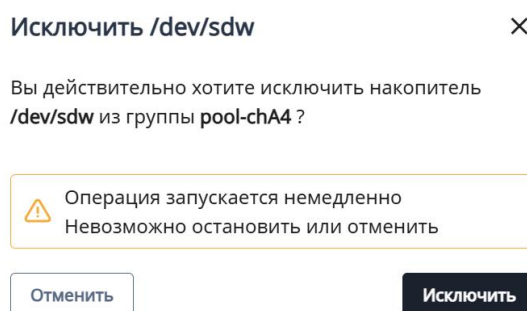 Исключить /dev/sdw
Вы действительно хотите исключить накопитель
/dev/sdw из группы pool-chA4 ?
Операция запускается немедленно
Невозможно остановить или отменить
Отменить
Исключить